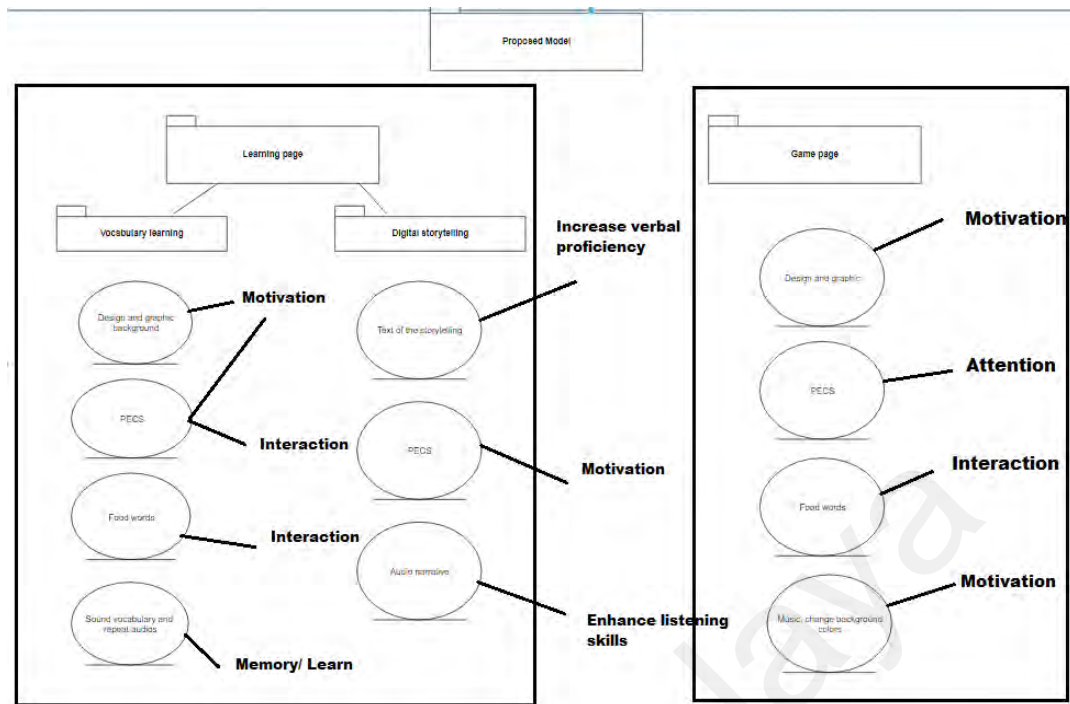 Proposed Model
Learning page
Vocabulary learning
Digital storytelling
Design and graphic
background
Motivation
PECS
Interaction
Food words
Interaction
Sound vocabulary and
repeat audios
Memory/ Learn
Increase verbal
proficiency
Text of the storytelling
PECS
Motivation
Audio narrative
Enhance listening
skills
Game page
Design and graphic
Motivation
PECS
Attention
Food words
Interaction
Music, change background
colors
Motivation
laya